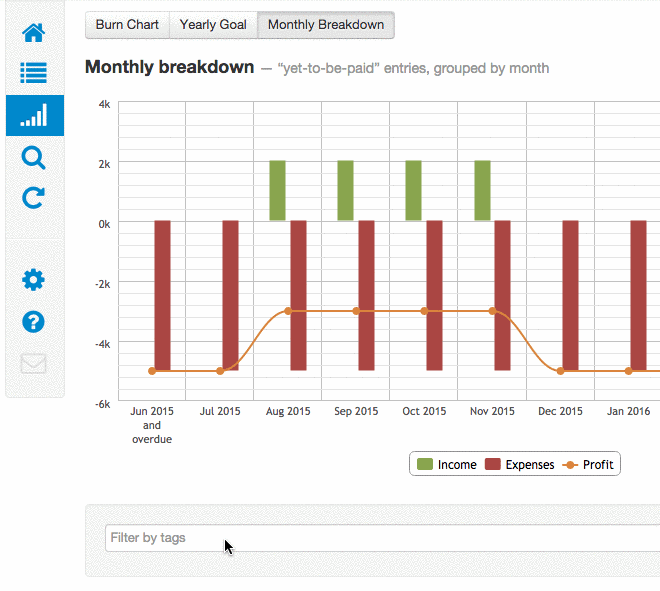 Burn Chart Yearly Goal Monthly Breakdown
Monthly breakdown — “yet-to-be-paid” entries, grouped by month
4k
2k
0k
-2k
-4k
-6k
Jun 2015 and overdue
Jul 2015
Aug 2015
Sep 2015
Oct 2015
Nov 2015
Dec 2015
Jan 2016
Income Expenses Profit
Filter by tags